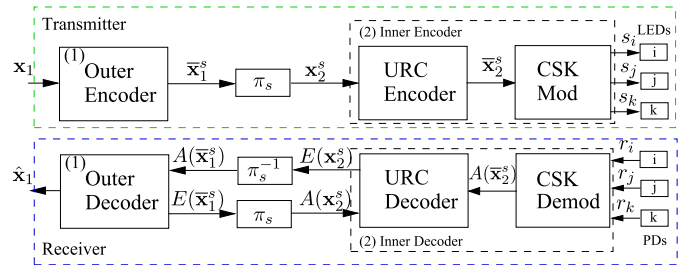 Transmitter
LEDs
(1)
(2) Inner Encoder
x₁
Outer
Encoder
x̅₁ˢ
πₛ
x₂ˢ
URC
Encoder
x̅₂ˢ
CSK
Mod
sᵢ
i
sⱼ
j
sₖ
k
x̂₁
(1)
Outer
Decoder
A(x̅₁ˢ)
πₛ⁻¹
E(x₂ˢ)
E(x̅₁ˢ)
πₛ
A(x₂ˢ)
URC
Decoder
A(x̅₂ˢ)
CSK
Demod
rᵢ
i
rⱼ
j
rₖ
k
(2) Inner Decoder
Receiver
PDs